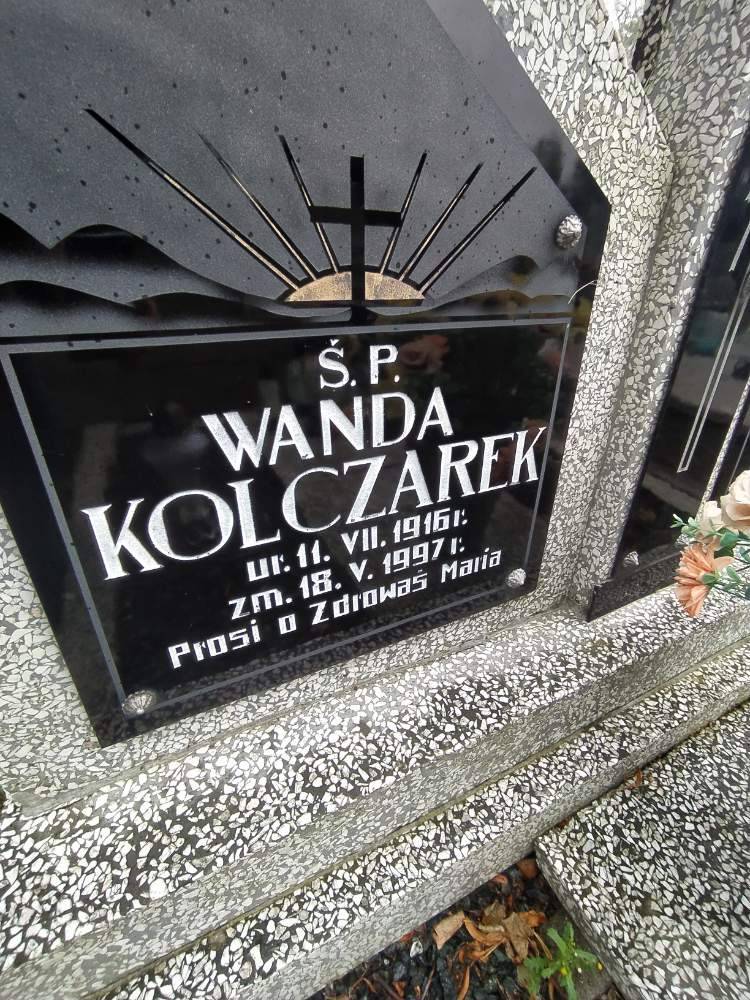 Ś. P.
WANDA
KOLCZAREK
ur. 11. VII. 1916 r.
zm. 18. V. 1997 r.
Prosi o Zdrowaś Maria